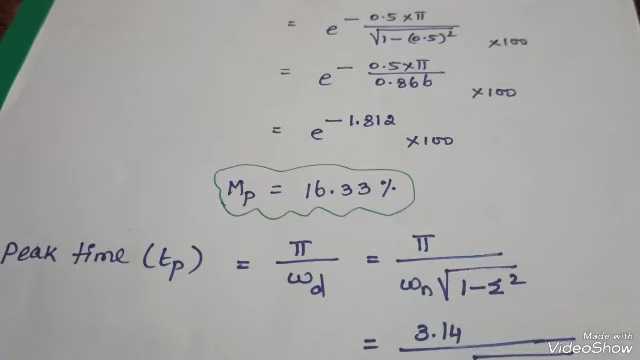 = e^ - 0.5×π / √1-(0.5)² ×100
= e^ - 0.5×π / 0.866 ×100
= e^ -1.812 ×100
Mp = 16.33%
Peak time (tp) = π / ωd = π / ωn√1-Σ²
= 3.14
Made with
VideoShow